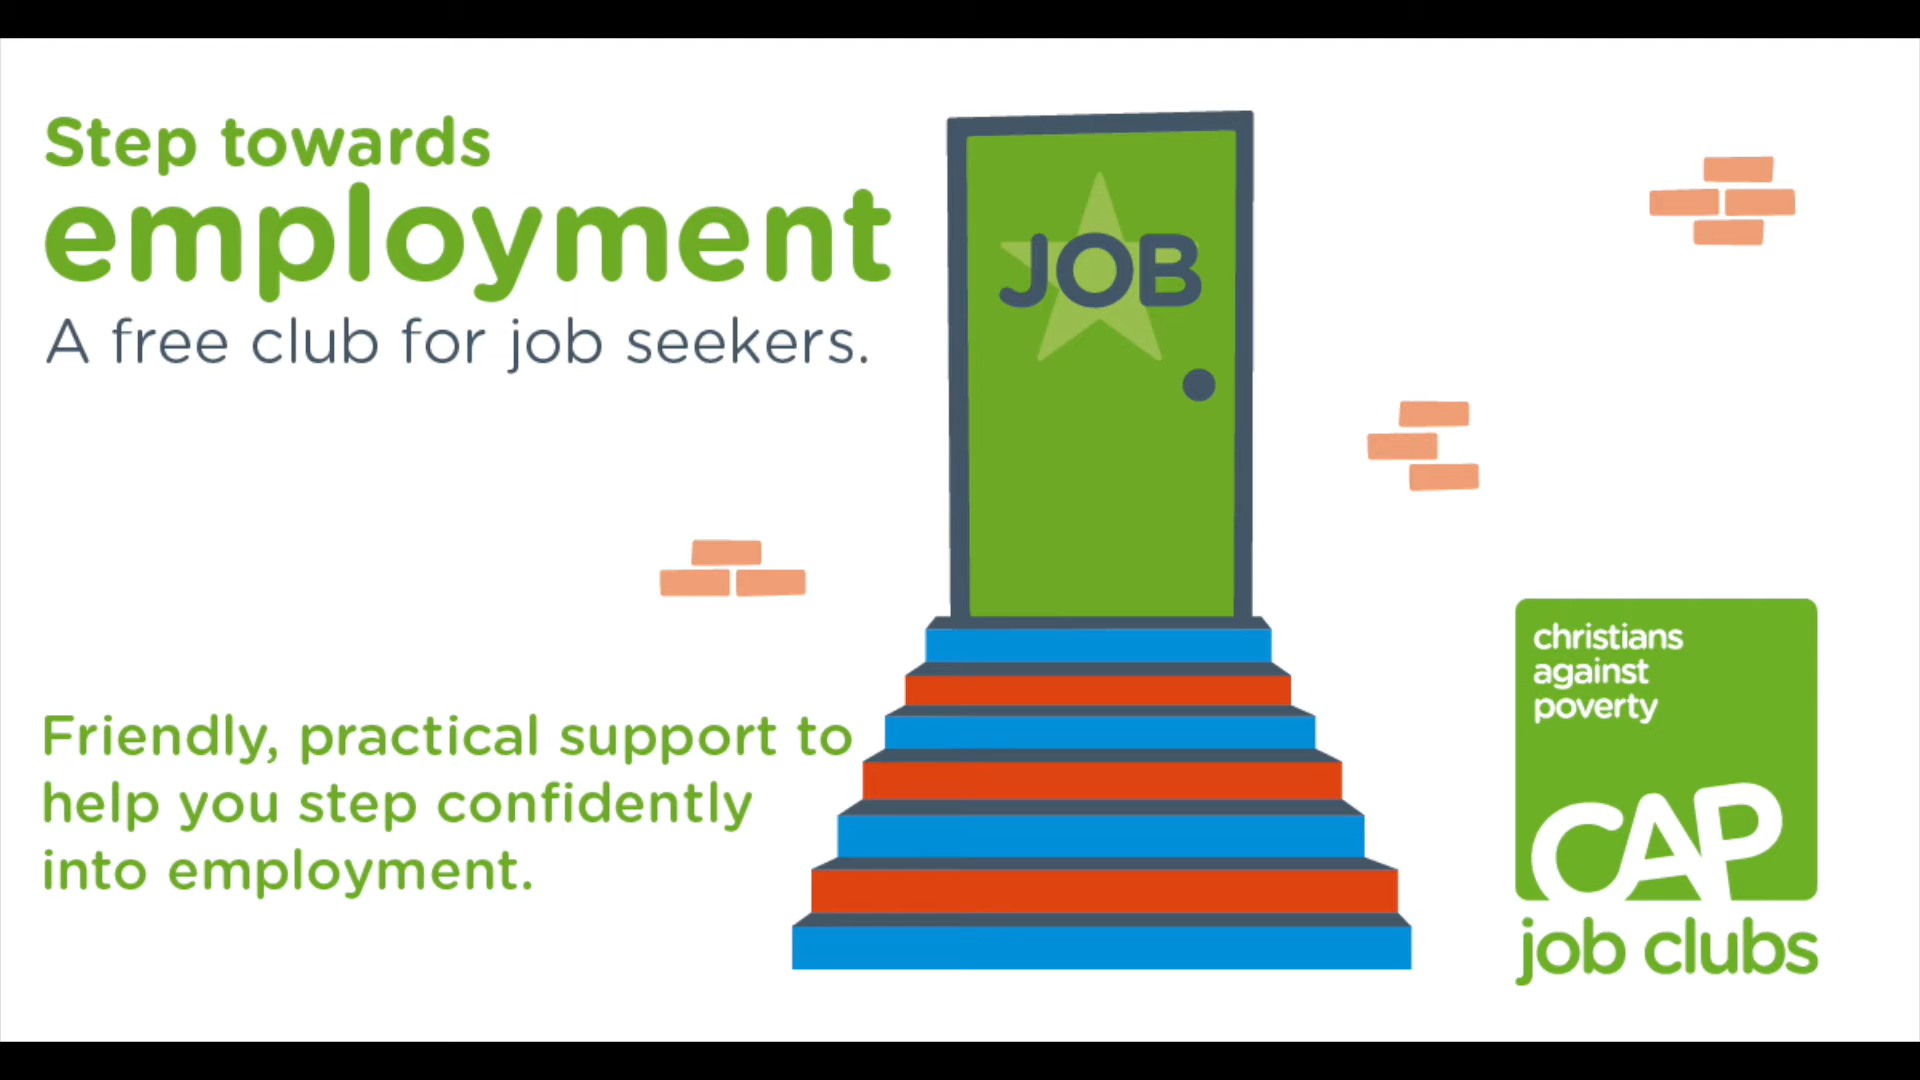 Step towards
employment
A free club for job seekers.
JOB
Friendly, practical support to
help you step confidently
into employment.
christians
against
poverty
CAP
job clubs